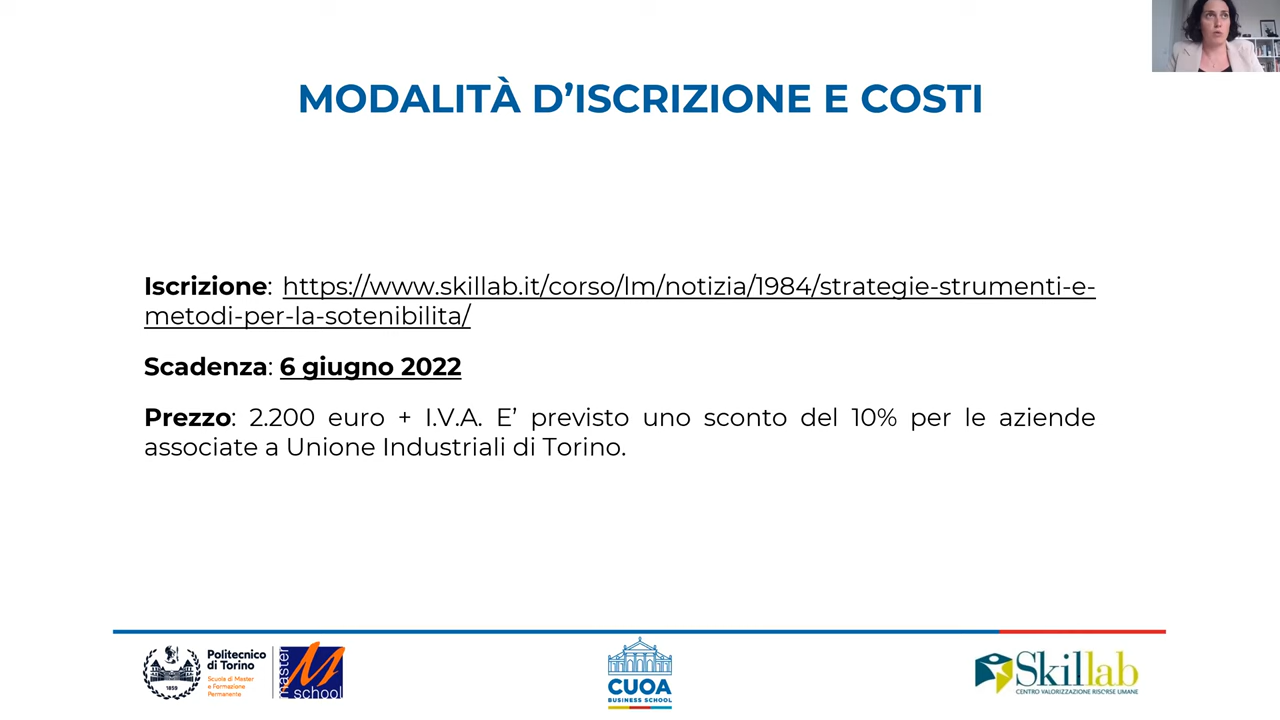 MODALITÀ D’ISCRIZIONE E COSTI
Iscrizione: https://www.skillab.it/corso/lm/notizia/1984/strategie-strumenti-e-
metodi-per-la-sotenibilita/
Scadenza: 6 giugno 2022
Prezzo: 2.200 euro + I.V.A. E’ previsto uno sconto del 10% per le aziende
associate a Unione Industriali di Torino.
Politecnico
di Torino
Scuola di Master
e Formazione
Permanente
1859
master
school
CUOA
BUSINESS SCHOOL
Skillab
CENTRO VALORIZZAZIONE RISORSE UMANE